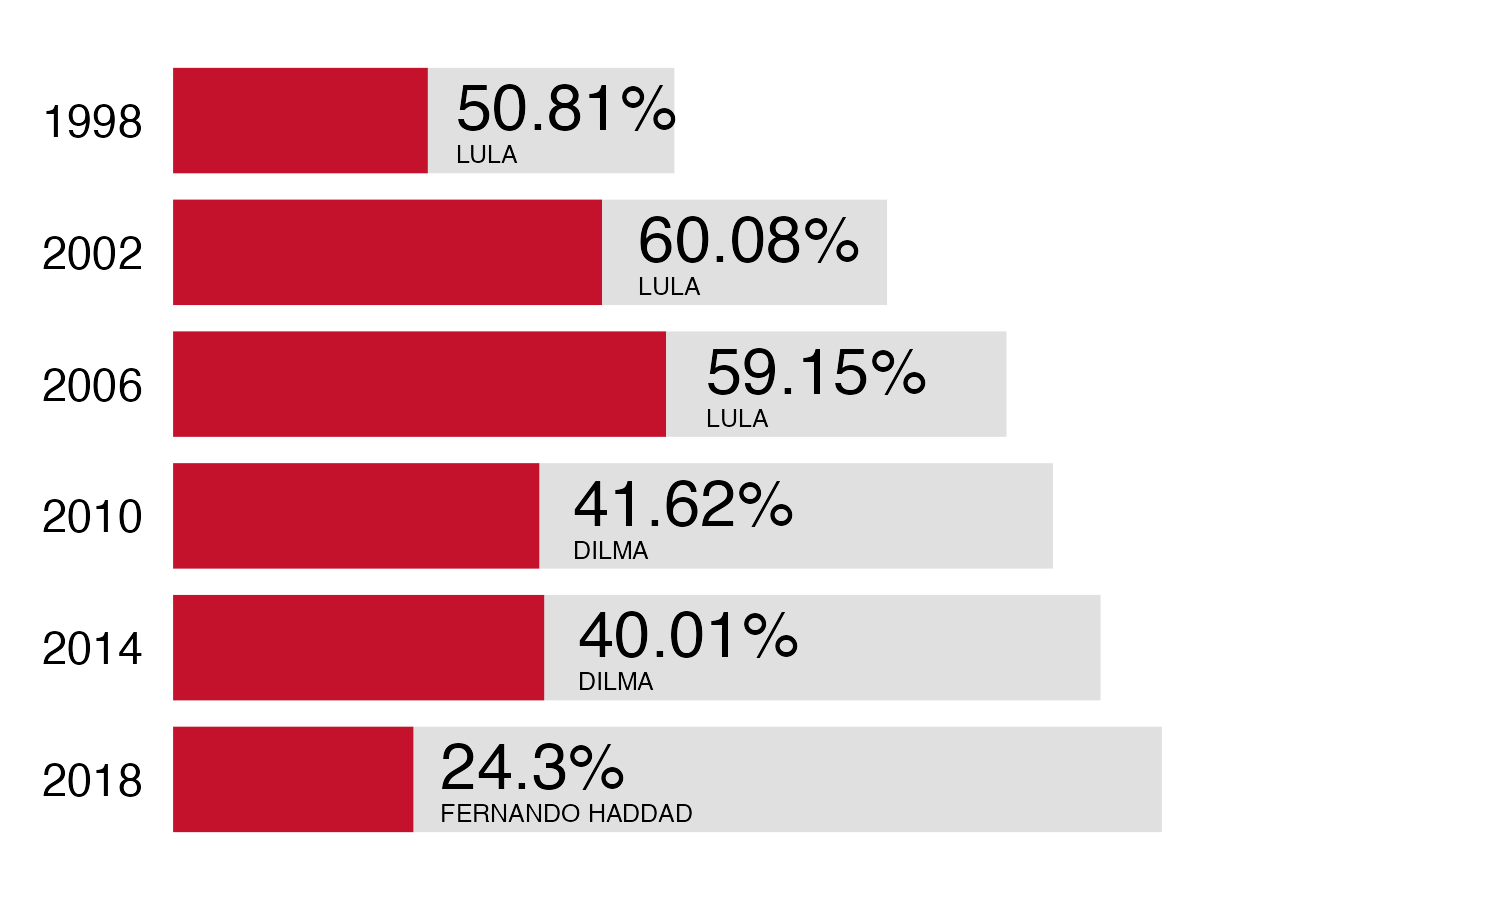 1998
50.81%
LULA
2002
60.08%
LULA
2006
59.15%
LULA
2010
41.62%
DILMA
2014
40.01%
DILMA
2018
24.3%
FERNANDO HADDAD